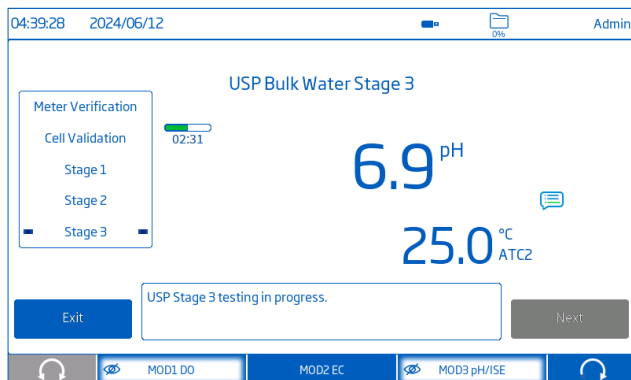 04:39:28 2024/06/12 0% Admin
USP Bulk Water Stage 3
Meter Verification
Cell Validation
Stage 1
Stage 2
Stage 3
02:31
6.9 pH
25.0 °C
ATC2
USP Stage 3 testing in progress.
Exit
Next
MOD1 DO MOD2 EC MOD3 pH/ISE